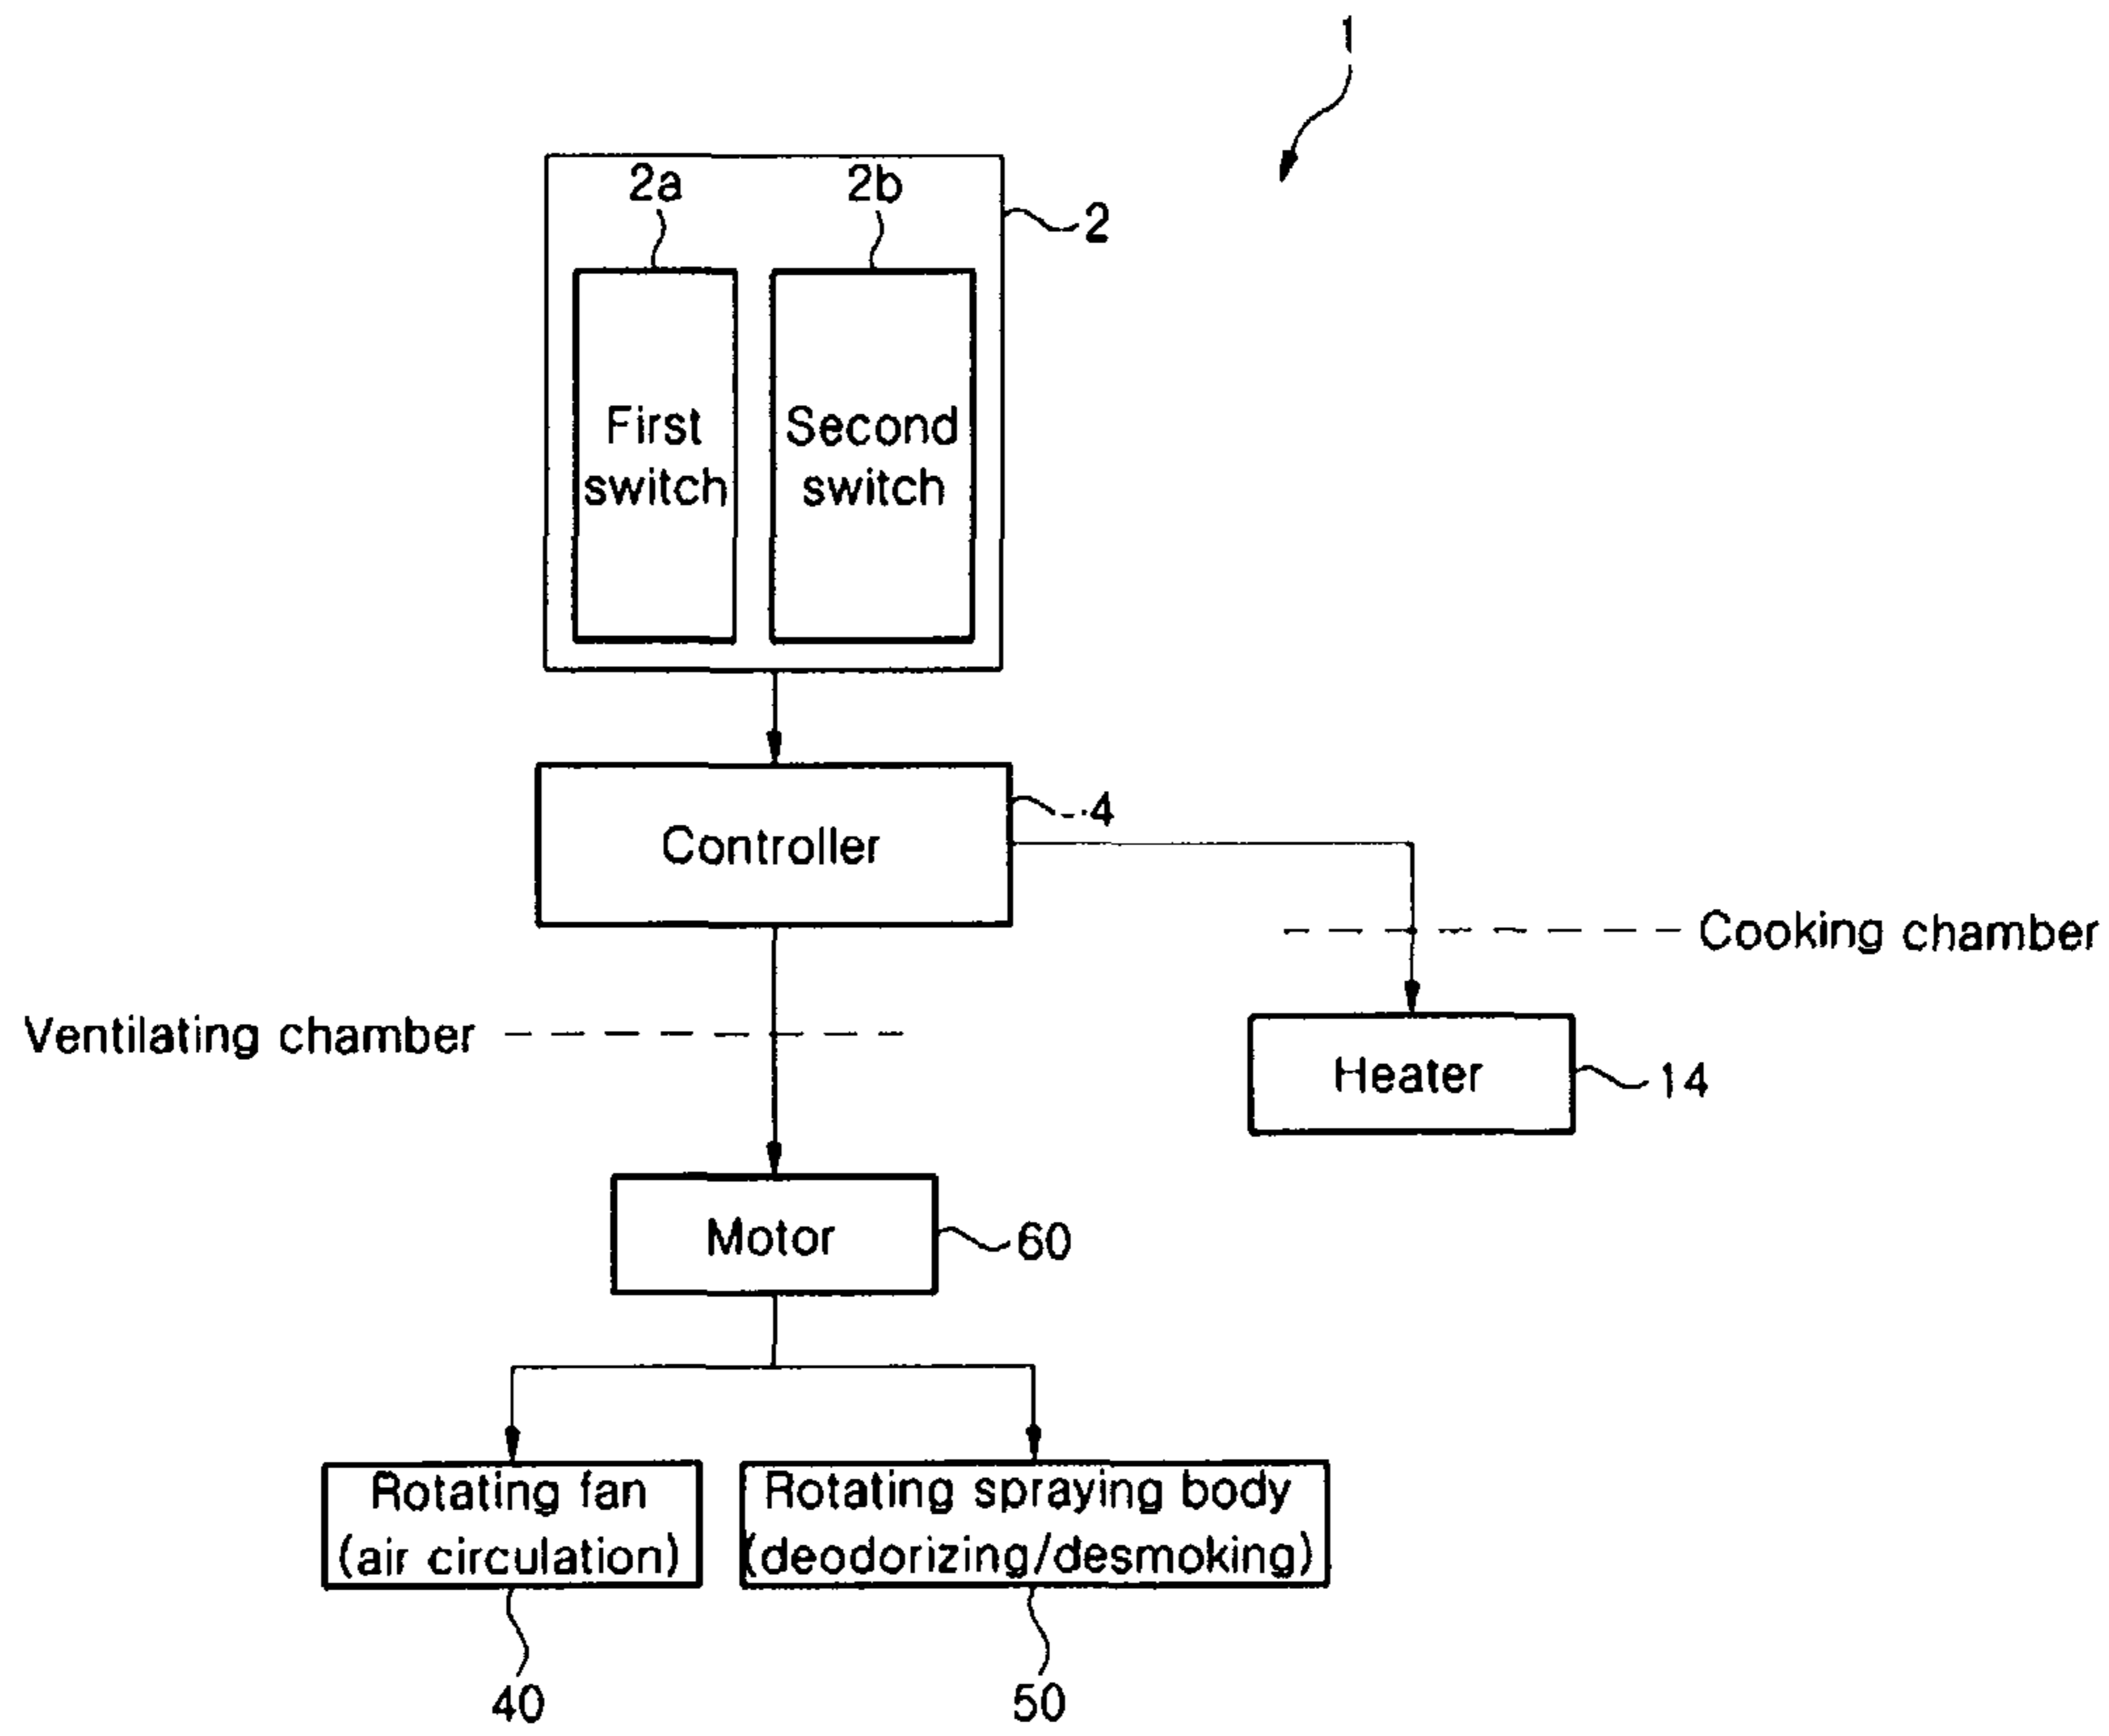 1
2a
2b
2
First
switch
Second
switch
4
Controller
Cooking chamber
Ventilating chamber
Heater
14
Motor
60
Rotating fan
(air circulation)
Rotating spraying body
(deodorizing/desmoking)
40
50